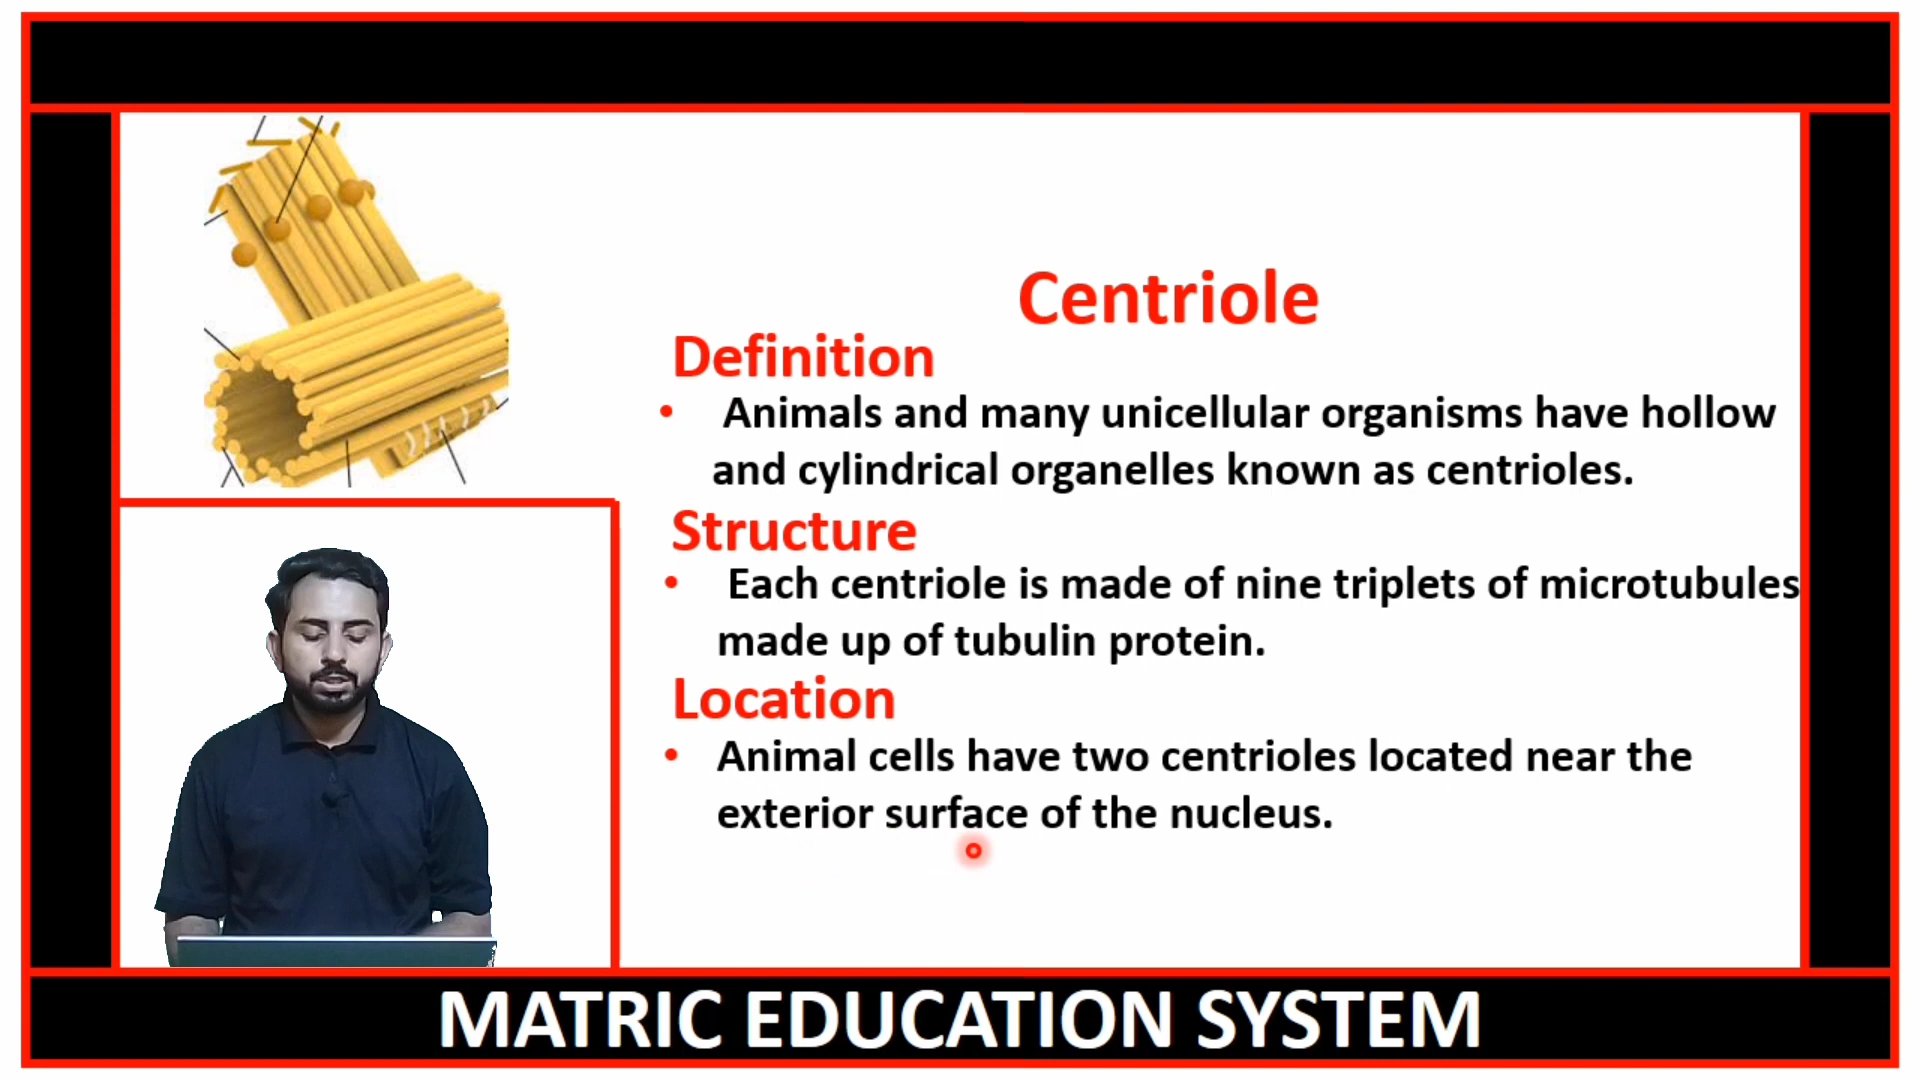 Centriole
Definition
• Animals and many unicellular organisms have hollow
and cylindrical organelles known as centrioles.
Structure
• Each centriole is made of nine triplets of microtubules
made up of tubulin protein.
Location
• Animal cells have two centrioles located near the
exterior surface of the nucleus.
MATRIC EDUCATION SYSTEM